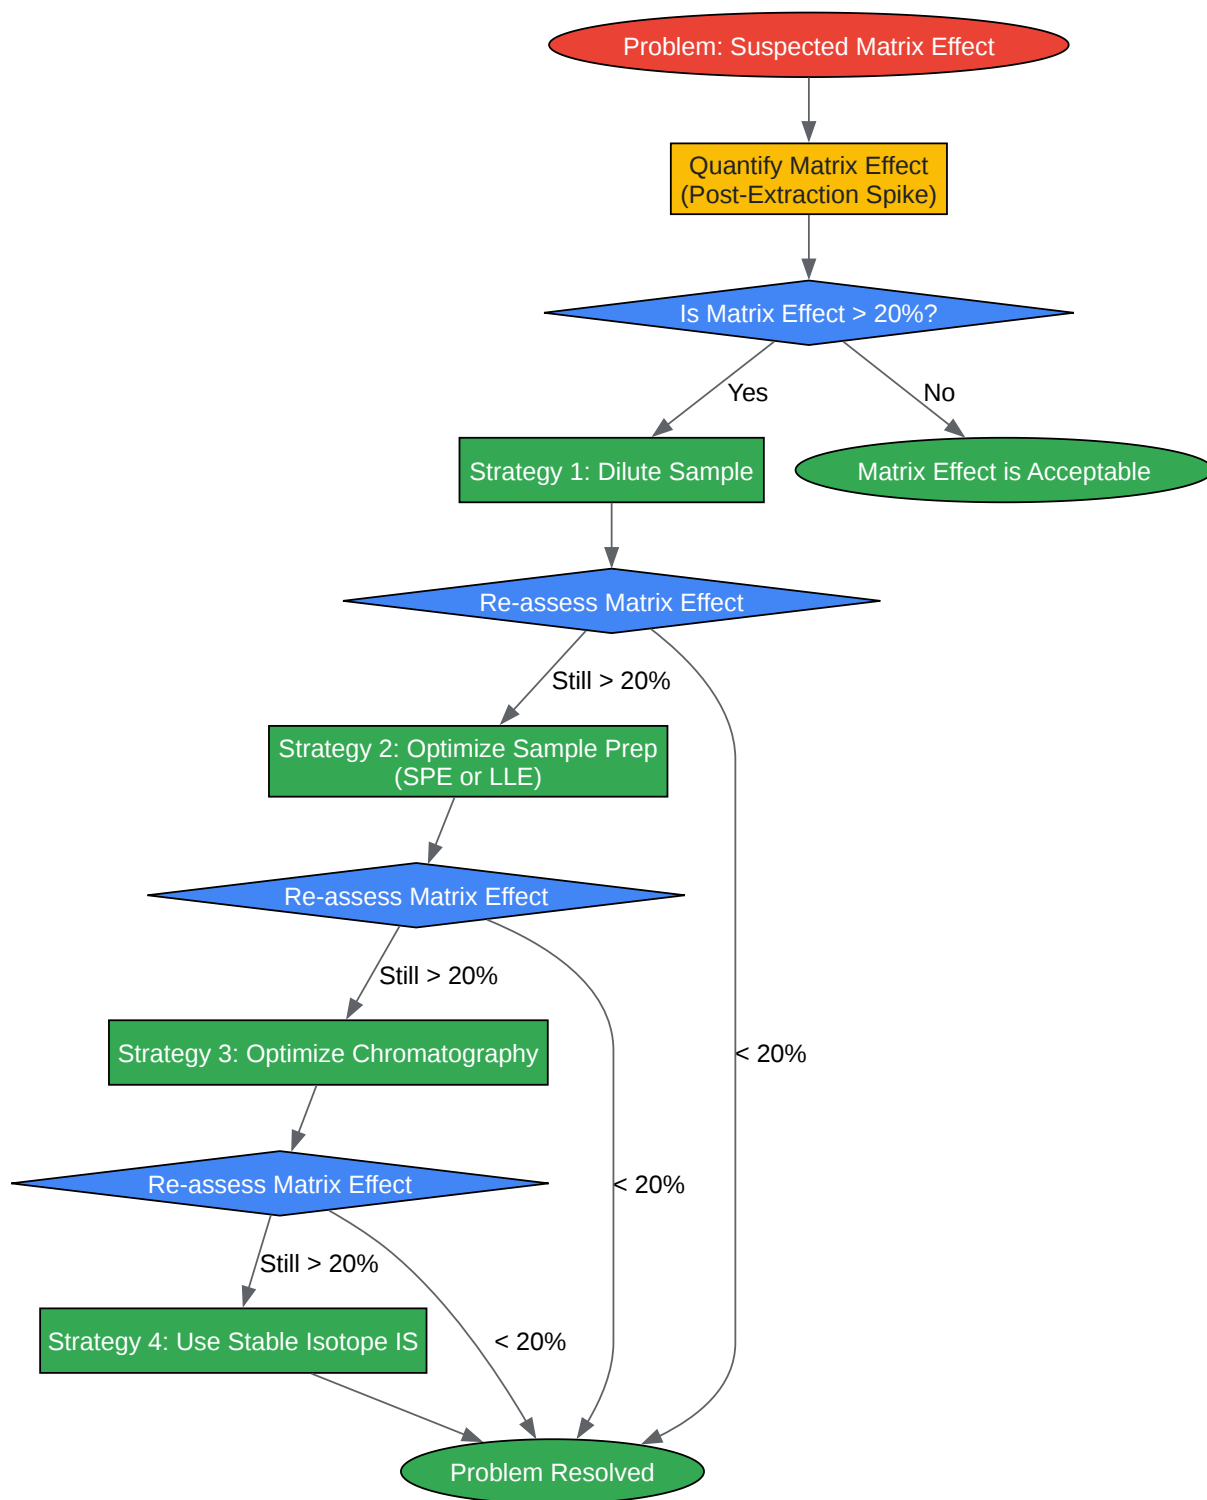 Problem: Suspected Matrix Effect
Quantify Matrix Effect
(Post-Extraction Spike)
Is Matrix Effect > 20%?
Yes
No
Strategy 1: Dilute Sample
Matrix Effect is Acceptable
Re-assess Matrix Effect
Still > 20%
Strategy 2: Optimize Sample Prep
(SPE or LLE)
Re-assess Matrix Effect
Still > 20%
Strategy 3: Optimize Chromatography
< 20%
Re-assess Matrix Effect
< 20%
Still > 20%
Strategy 4: Use Stable Isotope IS
< 20%
Problem Resolved